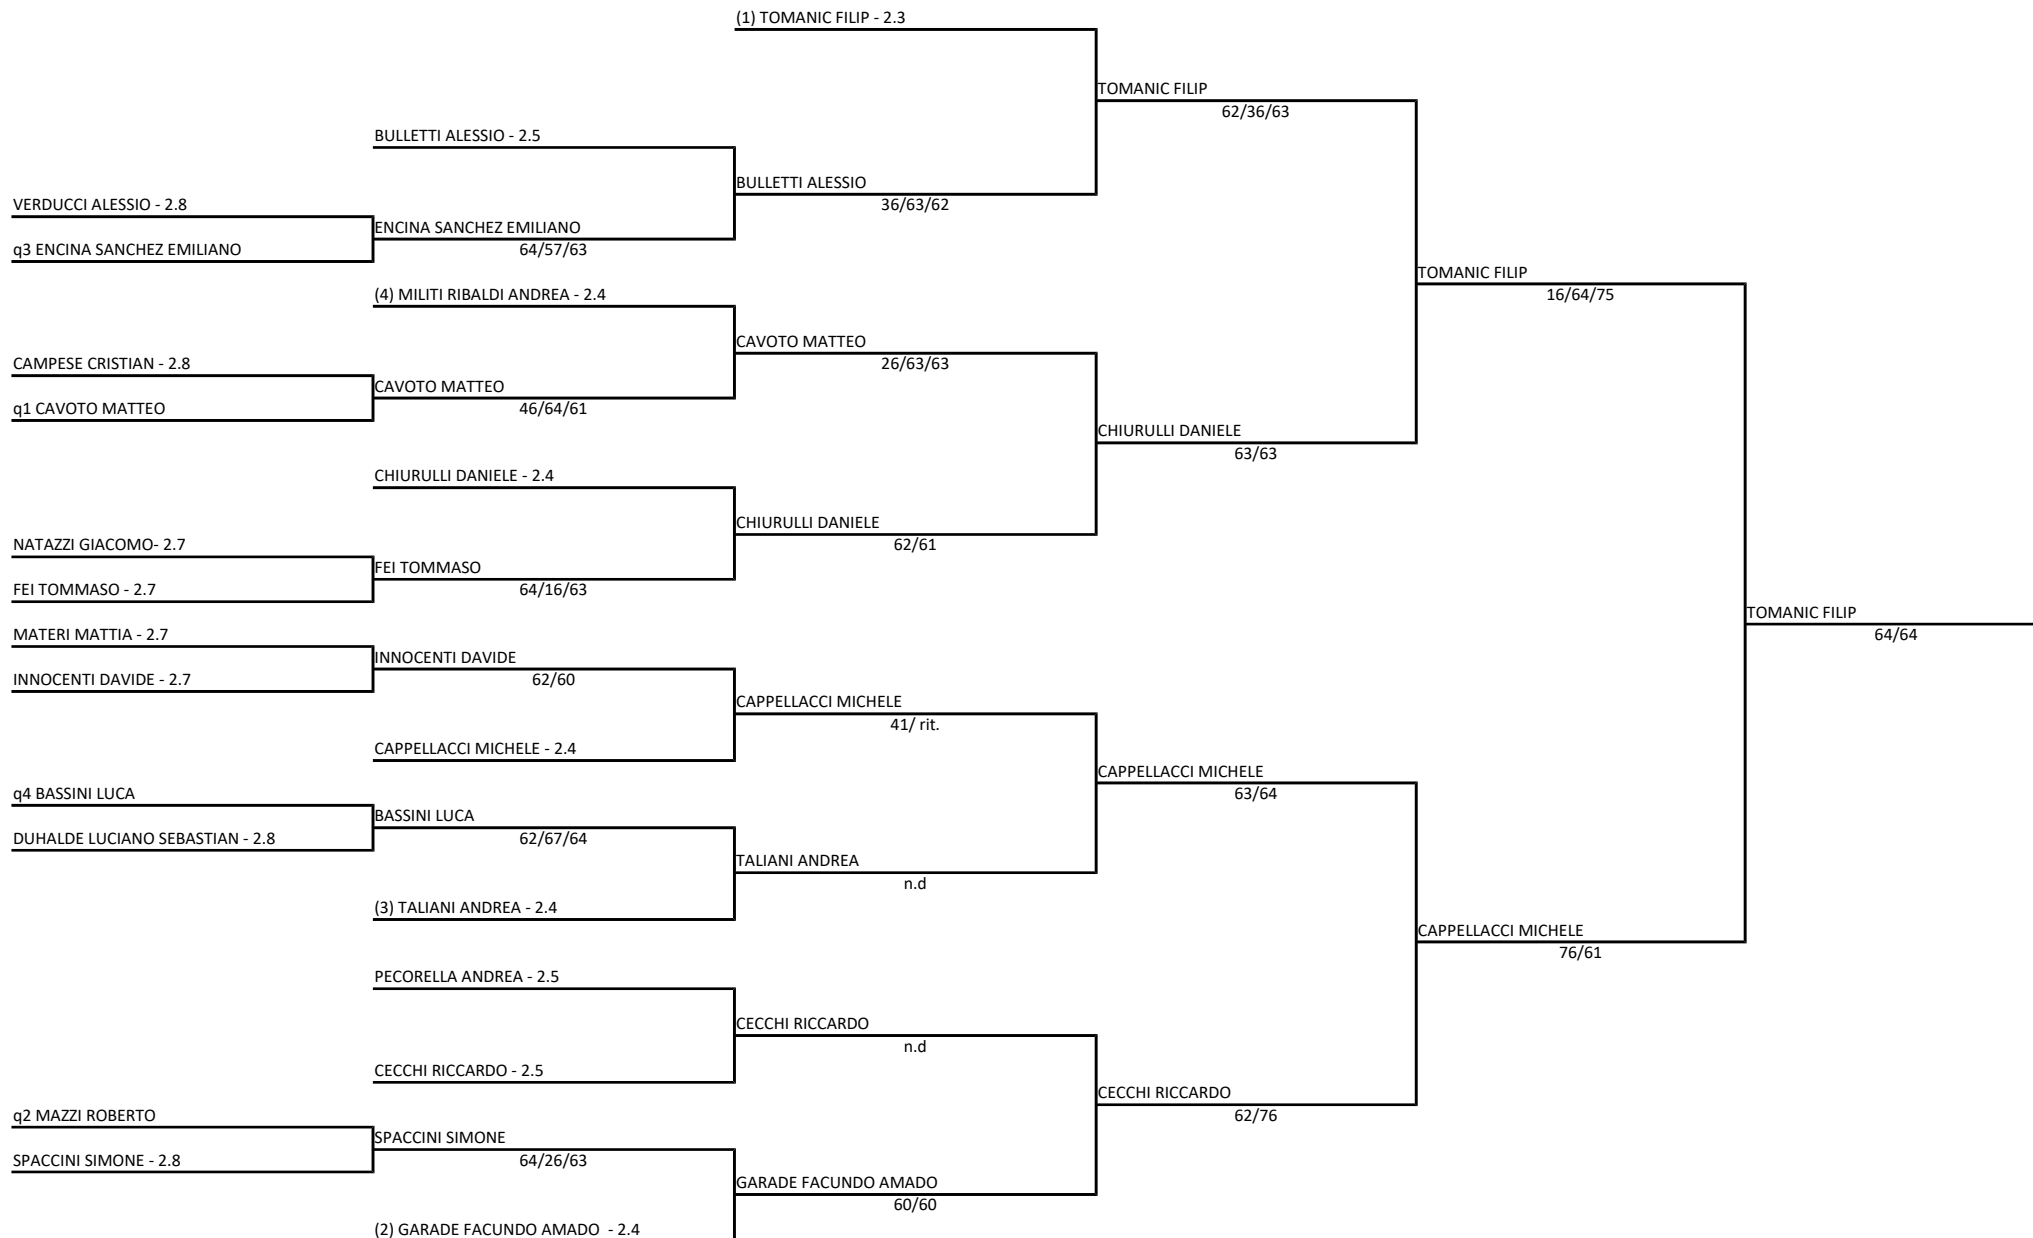 (1) TOMANIC FILIP - 2.3
TOMANIC FILIP
62/36/63
BULLETTI ALESSIO - 2.5
BULLETTI ALESSIO
36/63/62
VERDUCCI ALESSIO - 2.8
ENCINA SANCHEZ EMILIANO
64/57/63
q3 ENCINA SANCHEZ EMILIANO
TOMANIC FILIP
16/64/75
(4) MILITI RIBALDI ANDREA - 2.4
CAVOTO MATTEO
26/63/63
CAMPESE CRISTIAN - 2.8
CAVOTO MATTEO
46/64/61
q1 CAVOTO MATTEO
CHIURULLI DANIELE
63/63
CHIURULLI DANIELE - 2.4
CHIURULLI DANIELE
62/61
NATAZZI GIACOMO- 2.7
FEI TOMMASO
64/16/63
FEI TOMMASO - 2.7
TOMANIC FILIP
64/64
MATERI MATTIA - 2.7
INNOCENTI DAVIDE
62/60
INNOCENTI DAVIDE - 2.7
CAPPELLACCI MICHELE
41/ rit.
CAPPELLACCI MICHELE - 2.4
CAPPELLACCI MICHELE
63/64
q4 BASSINI LUCA
BASSINI LUCA
62/67/64
DUHALDE LUCIANO SEBASTIAN - 2.8
TALIANI ANDREA
n.d
(3) TALIANI ANDREA - 2.4
CAPPELLACCI MICHELE
76/61
PECORELLA ANDREA - 2.5
CECCHI RICCARDO
n.d
CECCHI RICCARDO - 2.5
CECCHI RICCARDO
62/76
q2 MAZZI ROBERTO
SPACCINI SIMONE
64/26/63
SPACCINI SIMONE - 2.8
GARADE FACUNDO AMADO
60/60
(2) GARADE FACUNDO AMADO  - 2.4